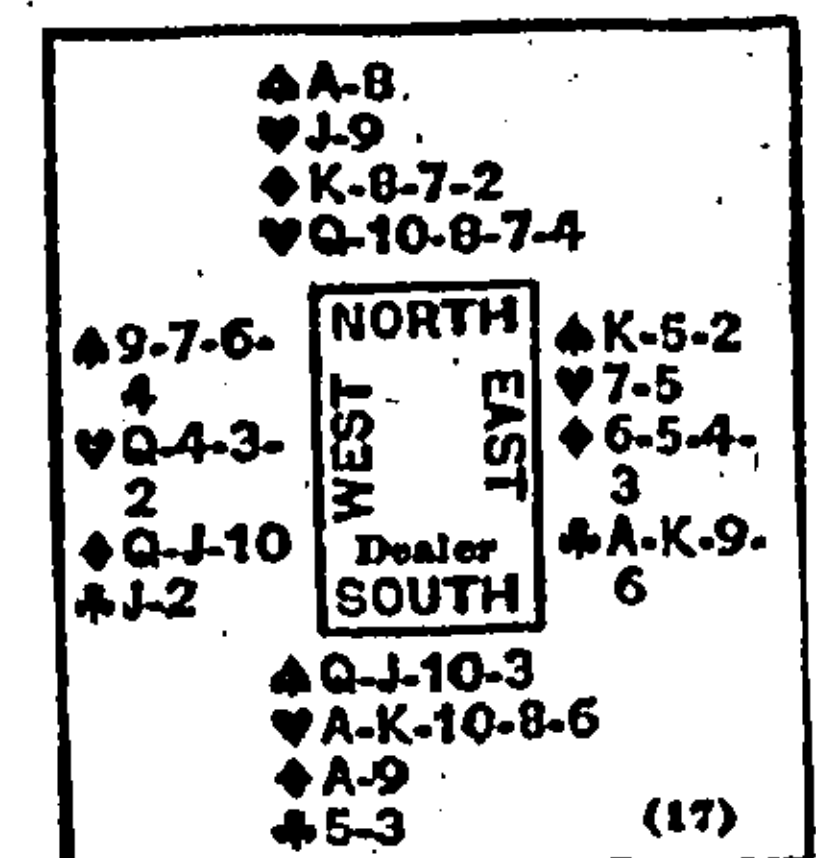 ♠A-8
♥J-9
♦K-8-7-2
♥Q-10-8-7-4
NORTH
♠9-7-6-
4
♥Q-4-3-
2
♦Q-J-10
♣J-2
WEST
EAST
♠K-5-2
♥7-5
♦6-5-4-
3
♣A-K-9-
6
Dealer
SOUTH
♠Q-J-10-3
♥A-K-10-8-6
♦A-9
♣5-3
(17)